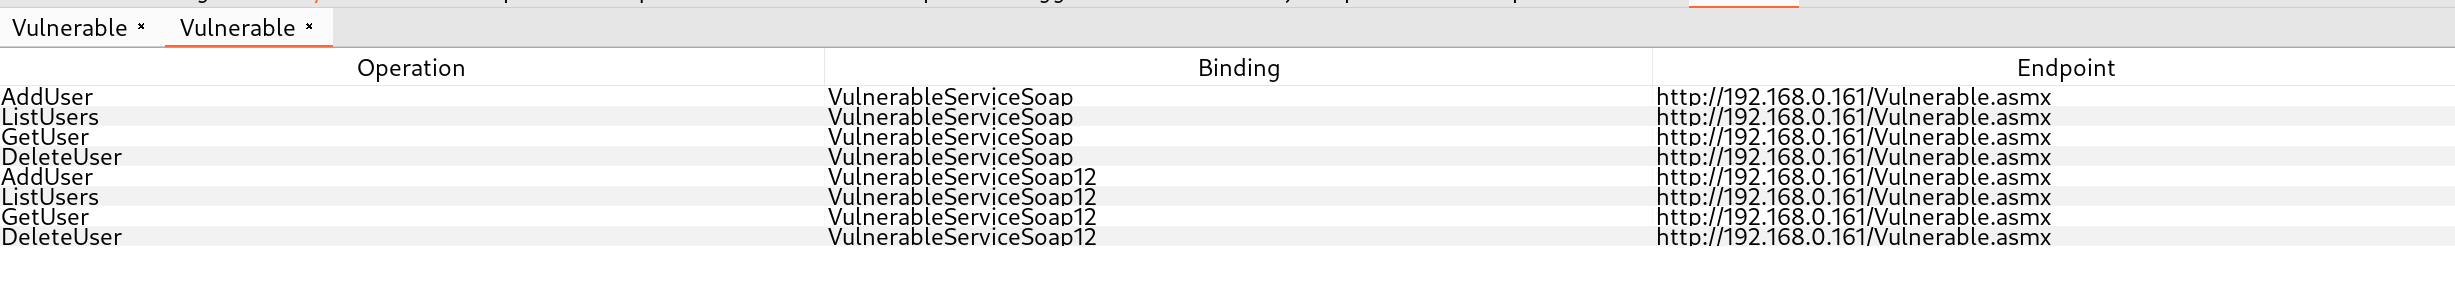 Vulnerable × Vulnerable ×
Operation Binding Endpoint
AddUser VulnerableServiceSoap http://192.168.0.161/Vulnerable.asmx
ListUsers VulnerableServiceSoap http://192.168.0.161/Vulnerable.asmx
GetUser VulnerableServiceSoap http://192.168.0.161/Vulnerable.asmx
DeleteUser VulnerableServiceSoap http://192.168.0.161/Vulnerable.asmx
AddUser VulnerableServiceSoap12 http://192.168.0.161/Vulnerable.asmx
ListUsers VulnerableServiceSoap12 http://192.168.0.161/Vulnerable.asmx
GetUser VulnerableServiceSoap12 http://192.168.0.161/Vulnerable.asmx
DeleteUser VulnerableServiceSoap12 http://192.168.0.161/Vulnerable.asmx